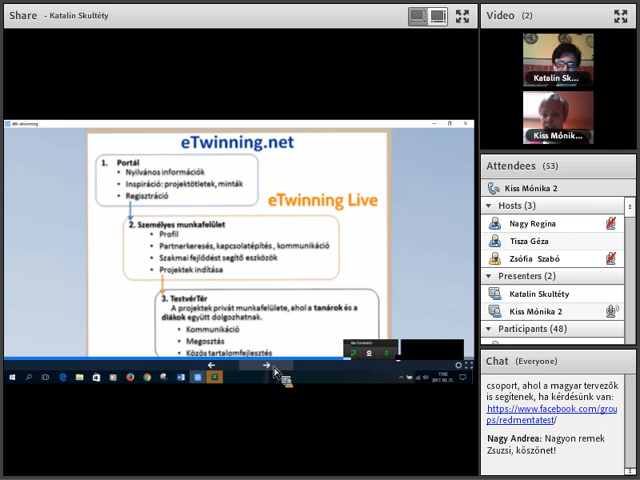 Share - Katalin Skultéty
eTwinning.net
1. Portál
• Nyilvános információk
• Inspiráció: projektötletek, minták
• Regisztráció
eTwinning Live
2. Személyes munkafelület
• Profil
• Partnerkeresés, kapcsolatépítés , kommunikáció
• Szakmai fejlődést segítő eszközök
• Projektek indítása
3. TestvérTér
A projektek privát munkafelülete, ahol a tanárok és a
diákok együtt dolgozhatnak.
• Kommunikáció
• Megosztás
• Közös tartalomfejlesztés
Video (2)
Katalin Sk...
Kiss Mónik...
Attendees (53)
Kiss Mónika 2
Hosts (3)
Nagy Regina
Tisza Géza
Zsófia Szabó
Presenters (2)
Katalin Skultéty
Kiss Mónika 2
Participants (48)
Chat (Everyone)
csoport, ahol a magyar tervezők
is segítenek, ha kérdésünk van:
https://www.facebook.com/grou
ps/redmentatest/
Nagy Andrea: Nagyon remek
Zsuzsi, köszönet!